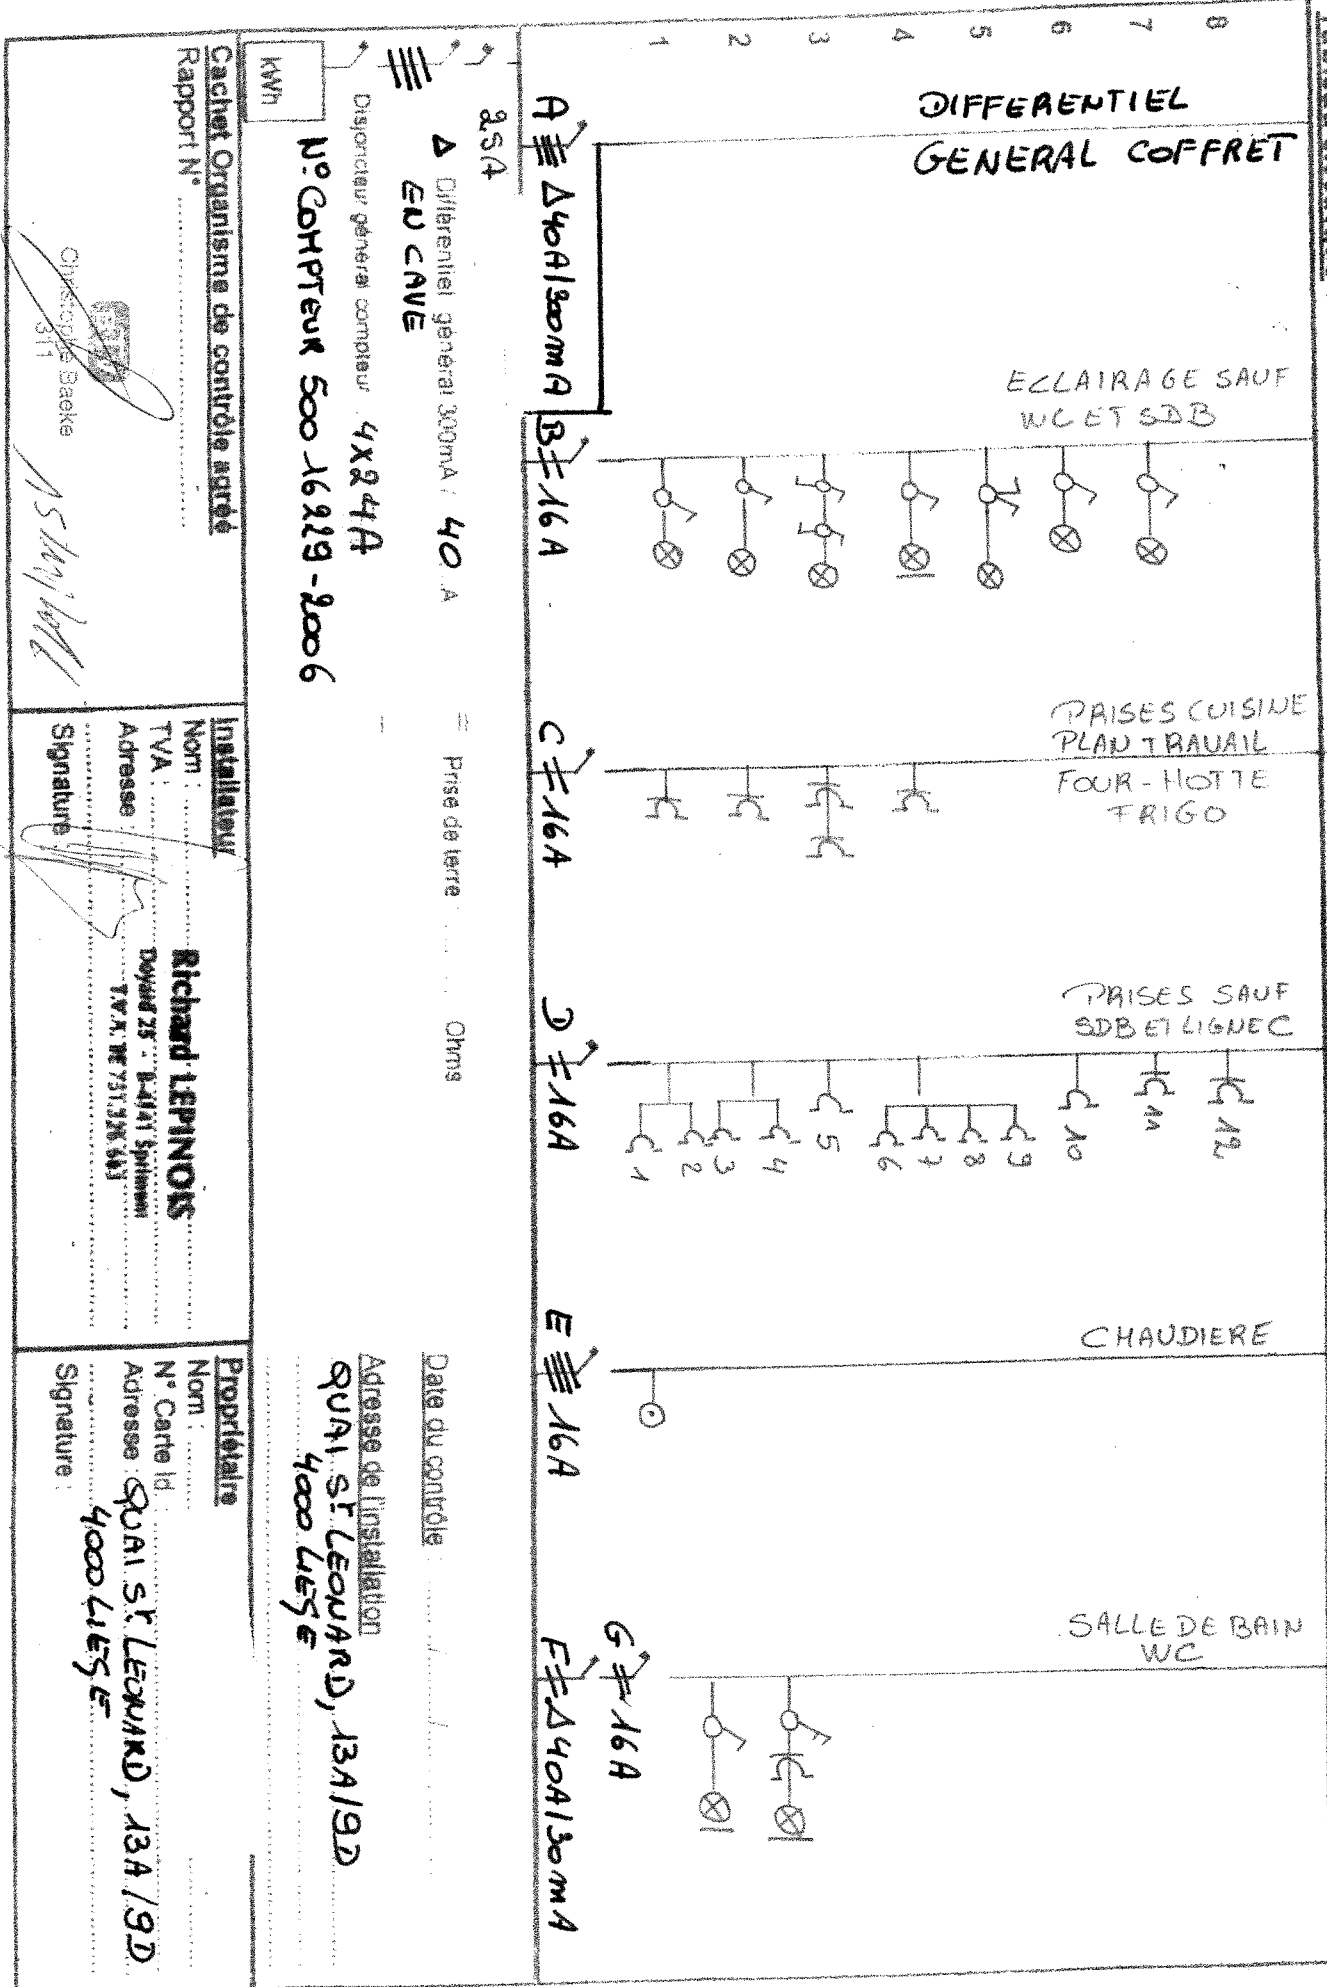 1
2
3
4
5
6
7
8
DIFFERENTIEL
GENERAL COFFRET
ECLAIRAGE SAUF
WC ET SDB
PRISES CUISINE
PLAN TRAVAIL
FOUR-HOTTE
FRIGO
PRISES SAUF
SDB ET LIGNE C
CHAUDIERE
SALLE DE BAIN
WC
1
2
3
4
5
6
7
8
9
10
11
12
A Δ40A/300mA
B 16A
C 16A
D 16A
E 16A
G 16A
F Δ40A/30mA
25A
Δ Différentiel général 300mA : 40 A
EN CAVE
Disjoncteur général compteur 4x24A
kWh
N° COMPTEUR 500 16229-2006
Prise de terre : Ohms
Date du contrôle : / /
Adresse de l'installation
QUAI St LEONARD, 13A/9D
4000 LIEGE
Cachet Organisme de contrôle agréé
Rapport N°
Christophe Baeke
311
Installateur
Nom :
TVA :
Adresse :
Signature :
Richard LEPINOIS
Propriétaire
Nom :
N° Carte Id :
Adresse : QUAI St LEONARD, 13A/9D
4000 LIEGE
Signature :